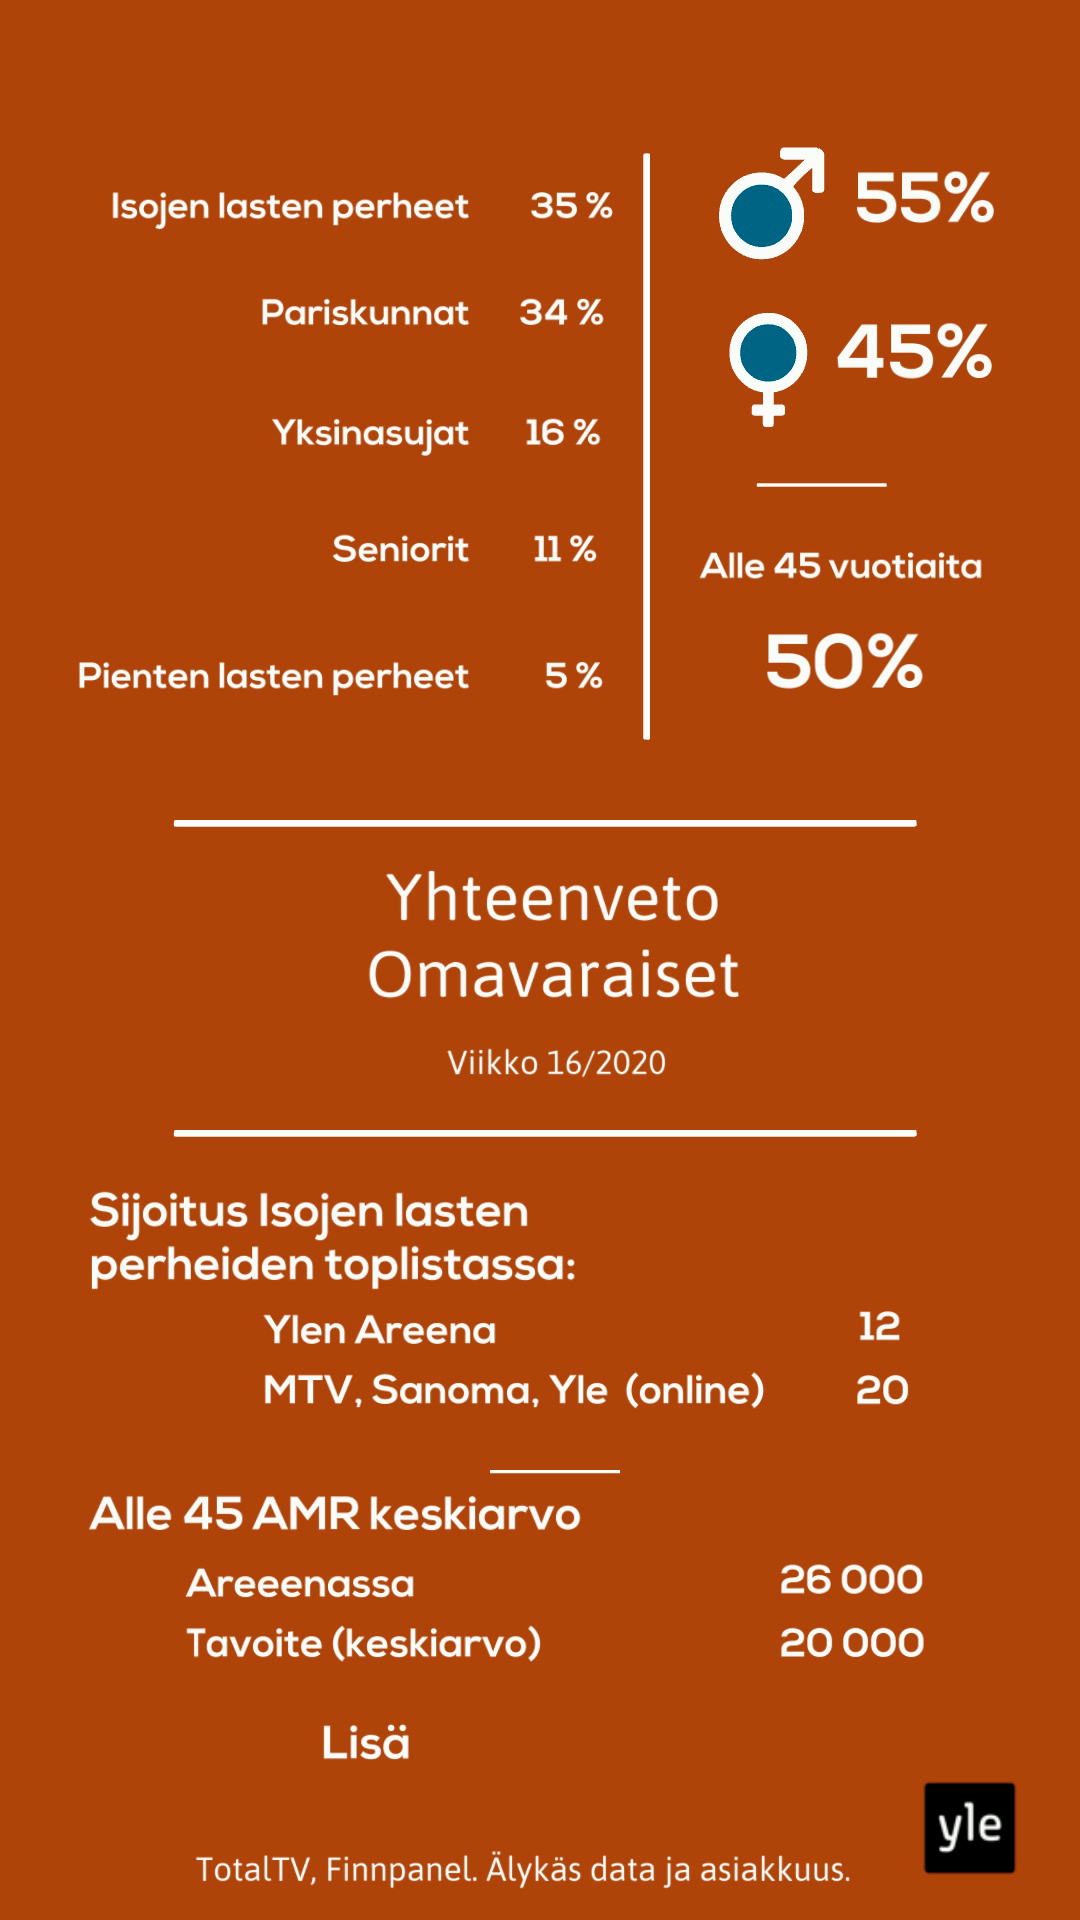 Isojen lasten perheet 35 %
Pariskunnat 34 %
Yksinasujat 16 %
Seniorit 11 %
Pienten lasten perheet 5 %
55%
45%
Alle 45 vuotiaita
50%
Yhteenveto
Omavaraiset
Viikko 16/2020
Sijoitus Isojen lasten
perheiden toplistassa:
Ylen Areena 12
MTV, Sanoma, Yle (online) 20
Alle 45 AMR keskiarvo
Areeenassa 26 000
Tavoite (keskiarvo) 20 000
Lisä
yle
TotalTV, Finnpanel. Älykäs data ja asiakkuus.